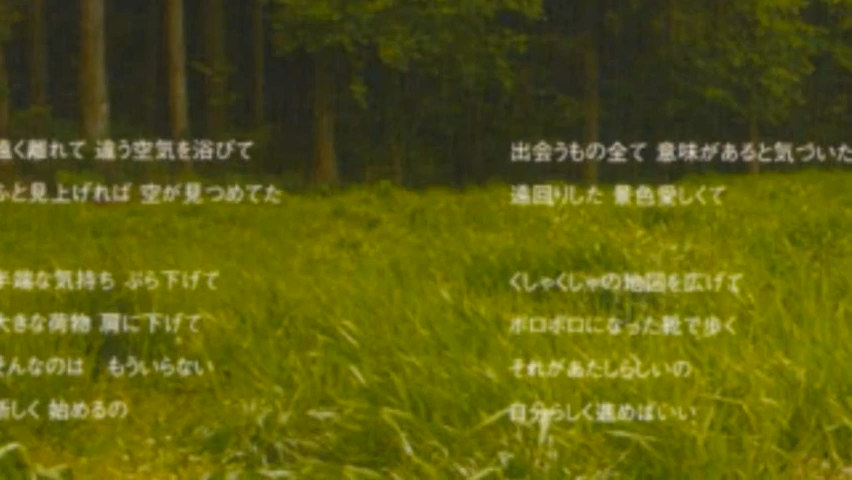 遠く離れて 違う空気を浴びて
ふと見上げれば 空が見つめてた
半端な気持ち ぶら下げて
大きな荷物 肩に下げて
そんなのは もういらない
新しく 始めるの
出会うもの全て 意味があると気づいた
遠回りした 景色愛しくて
くしゃくしゃの地図を広げて
ボロボロになった靴で歩く
それがあたしらしいの
自分らしく進めばいい